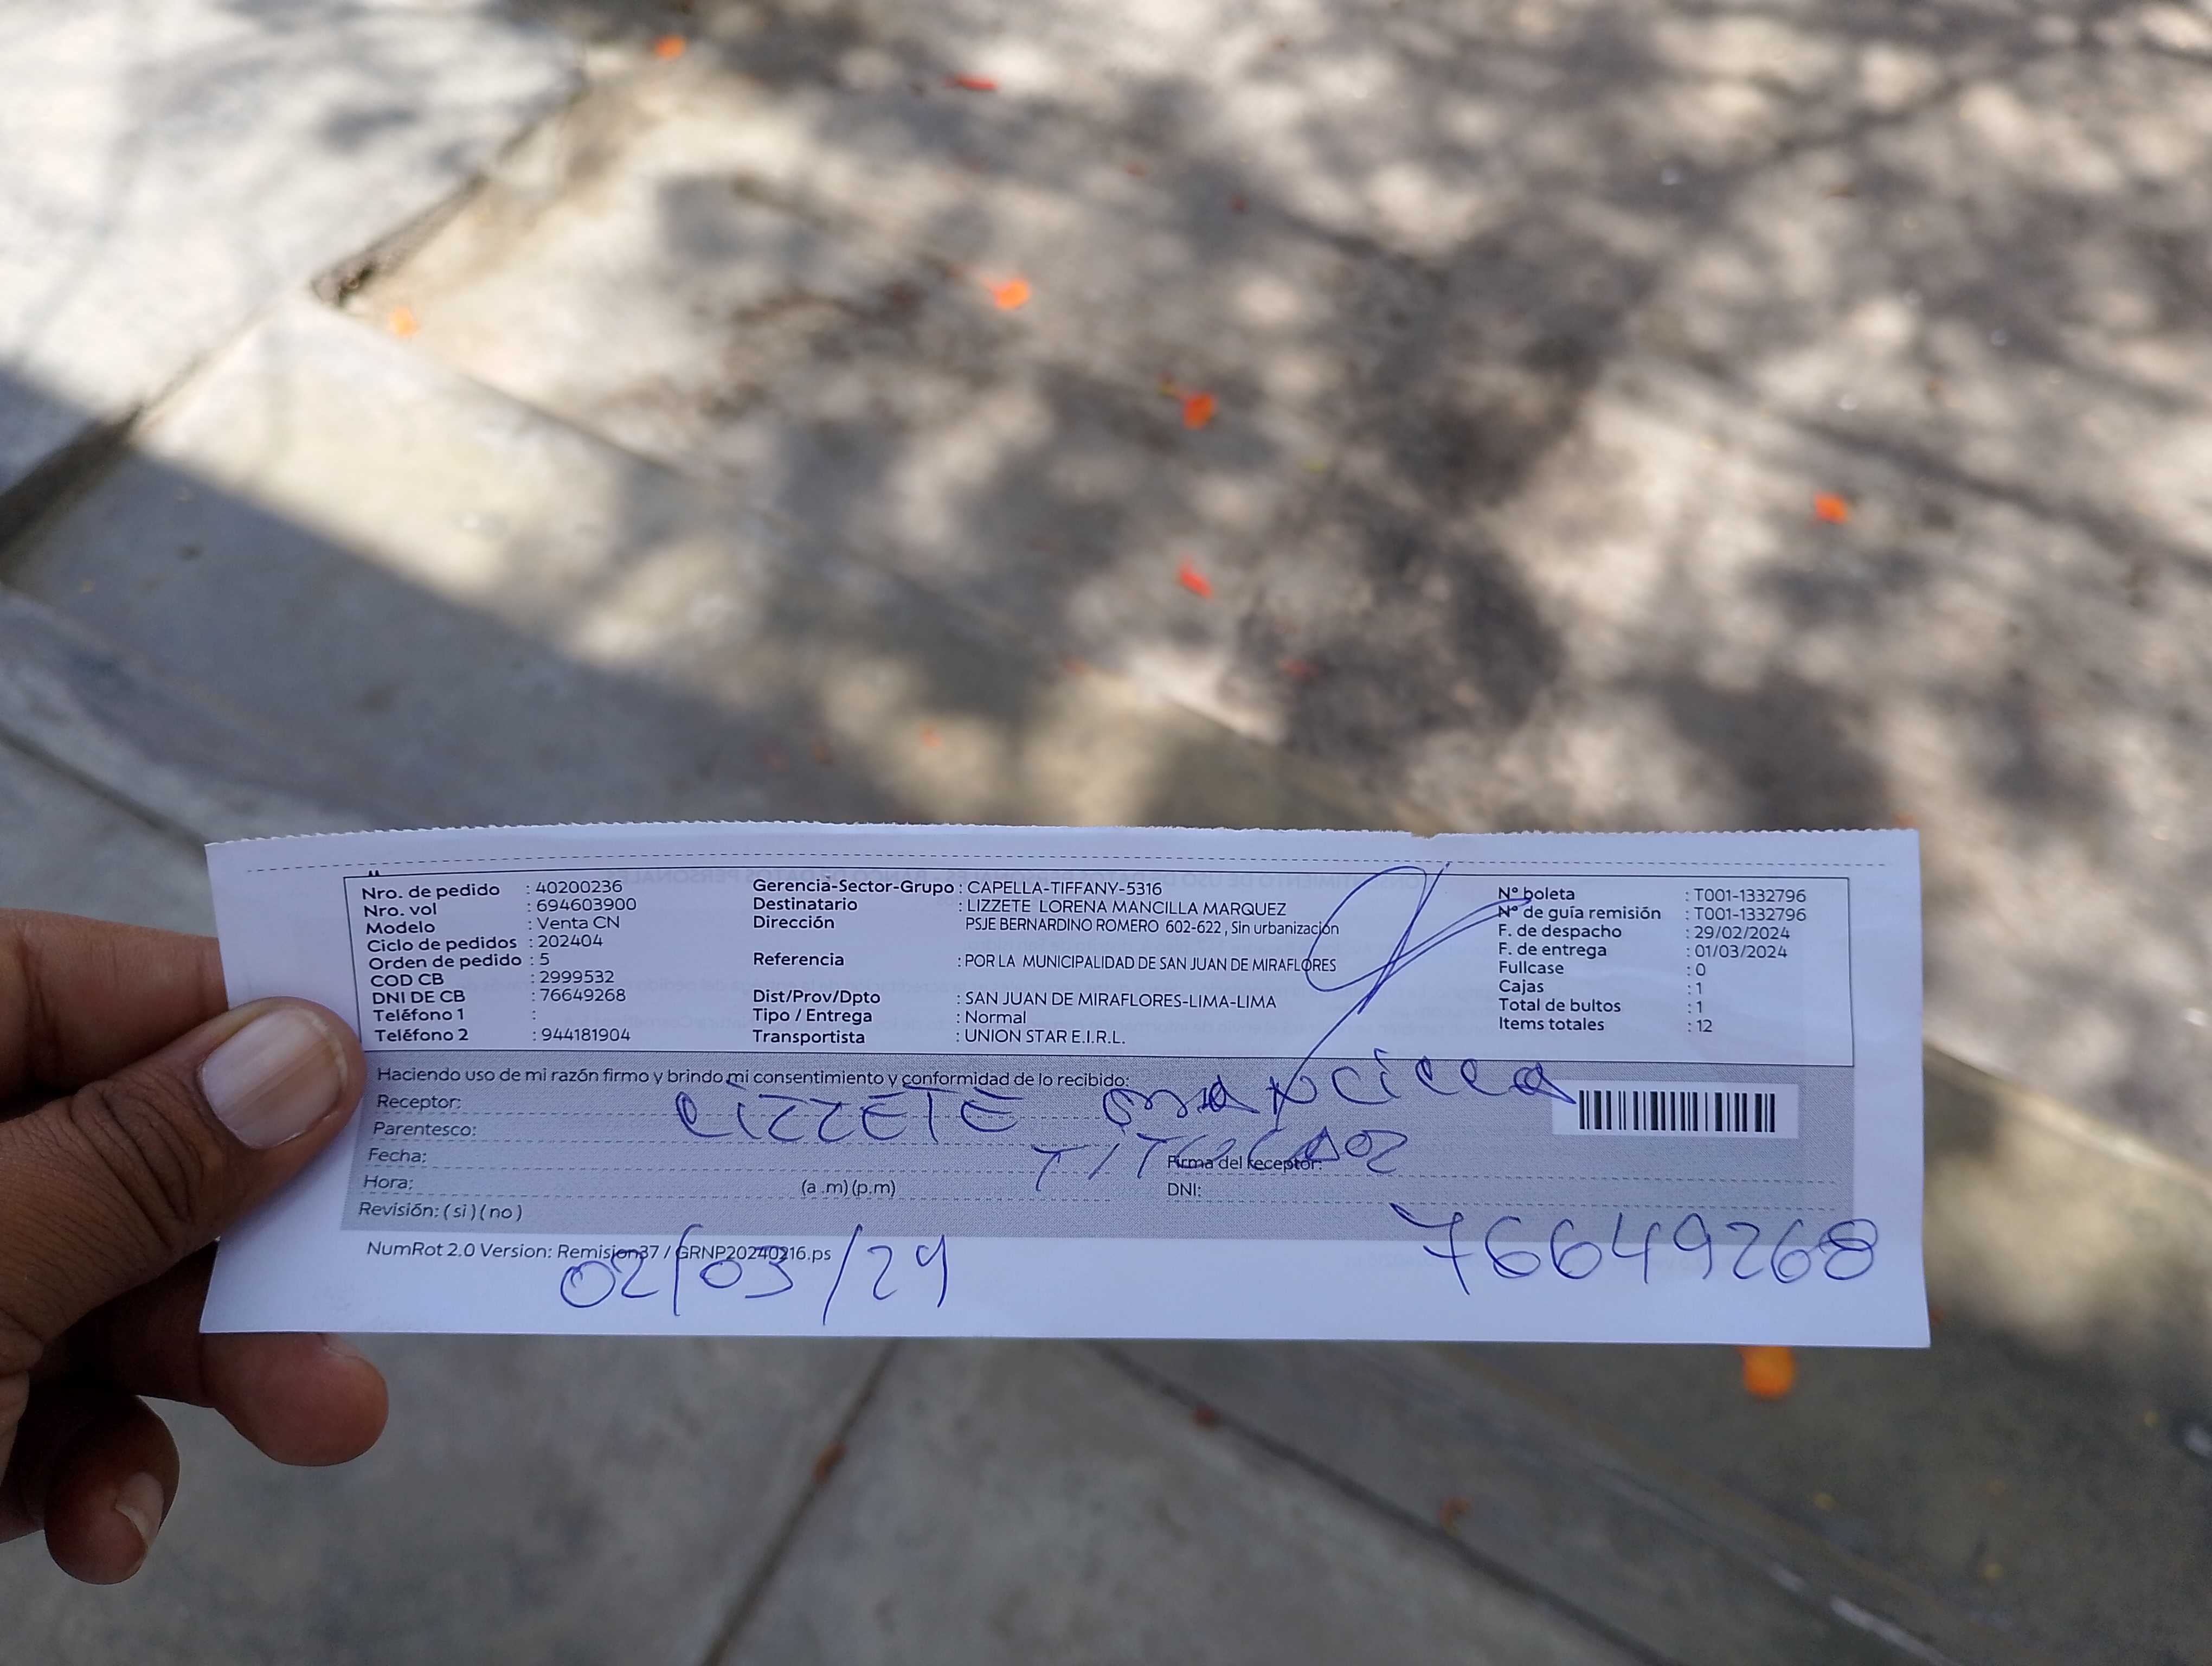 Nro. de pedido : 40200236
Nro. vol : 694603900
Modelo : Venta CN
Ciclo de pedidos : 202404
Orden de pedido : 5
COD CB : 2999532
DNI DE CB : 76649268
Teléfono 1 :
Teléfono 2 : 944181904
Gerencia-Sector-Grupo : CAPELLA-TIFFANY-5316
Destinatario : LIZZETE LORENA MANCILLA MARQUEZ
Dirección PSJE BERNARDINO ROMERO 602-622 , Sin urbanización
Referencia : POR LA MUNICIPALIDAD DE SAN JUAN DE MIRAFLORES
Dist/Prov/Dpto : SAN JUAN DE MIRAFLORES-LIMA-LIMA
Tipo / Entrega : Normal
Transportista : UNION STAR E.I.R.L.
Nº boleta : T001-1332796
Nº de guía remisión : T001-1332796
F. de despacho : 29/02/2024
F. de entrega : 01/03/2024
Fullcase : 0
Cajas : 1
Total de bultos : 1
Items totales : 12
Haciendo uso de mi razón firmo y brindo mi consentimiento y conformidad de lo recibido:
Receptor: LIZZETE mancilla
Parentesco: TITULAR
Fecha: Firma del receptor:
Hora: (a .m) (p.m) DNI:
Revisión: ( si ) ( no )
76649268
NumRot 2.0 Version: Remision37 / GRNP20240216.ps
02/03/24